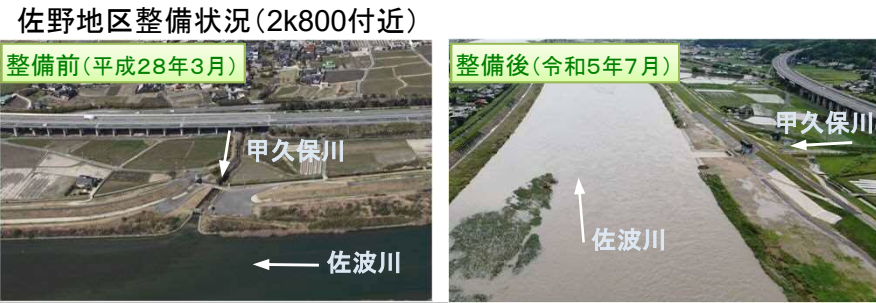 佐野地区整備状況(2k800付近)
整備前(平成28年3月)
甲久保川
佐波川
整備後(令和5年7月)
甲久保川
佐波川